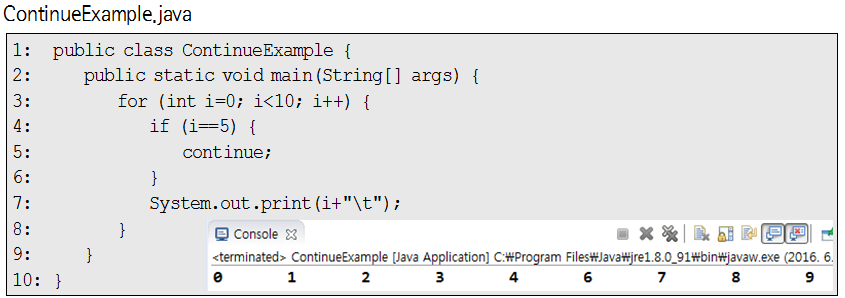 ContinueExample.java
1: public class ContinueExample {
2: public static void main(String[] args) {
3: for (int i=0; i<10; i++) {
4: if (i==5) {
5: continue;
6: }
7: System.out.print(i+"\t");
8: }
9: }
10: }
Console
<terminated> ContinueExample [Java Application] C:₩Program Files₩Java₩jre1.8.0_91₩bin₩javaw.exe (2016. 6.
0 1 2 3 4 6 7 8 9